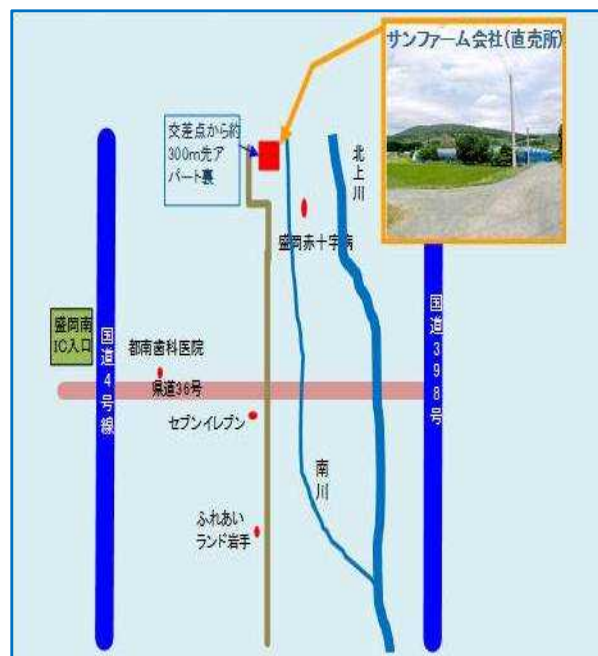 サンファーム会社(直売所)
交差点から約
300m先ア
パート裏
北上川
盛岡赤十字病
盛岡南
IC入口
国道4号線
都南歯科医院
県道36号
国道398号
セブンイレブン
南川
ふれあい
ランド岩手